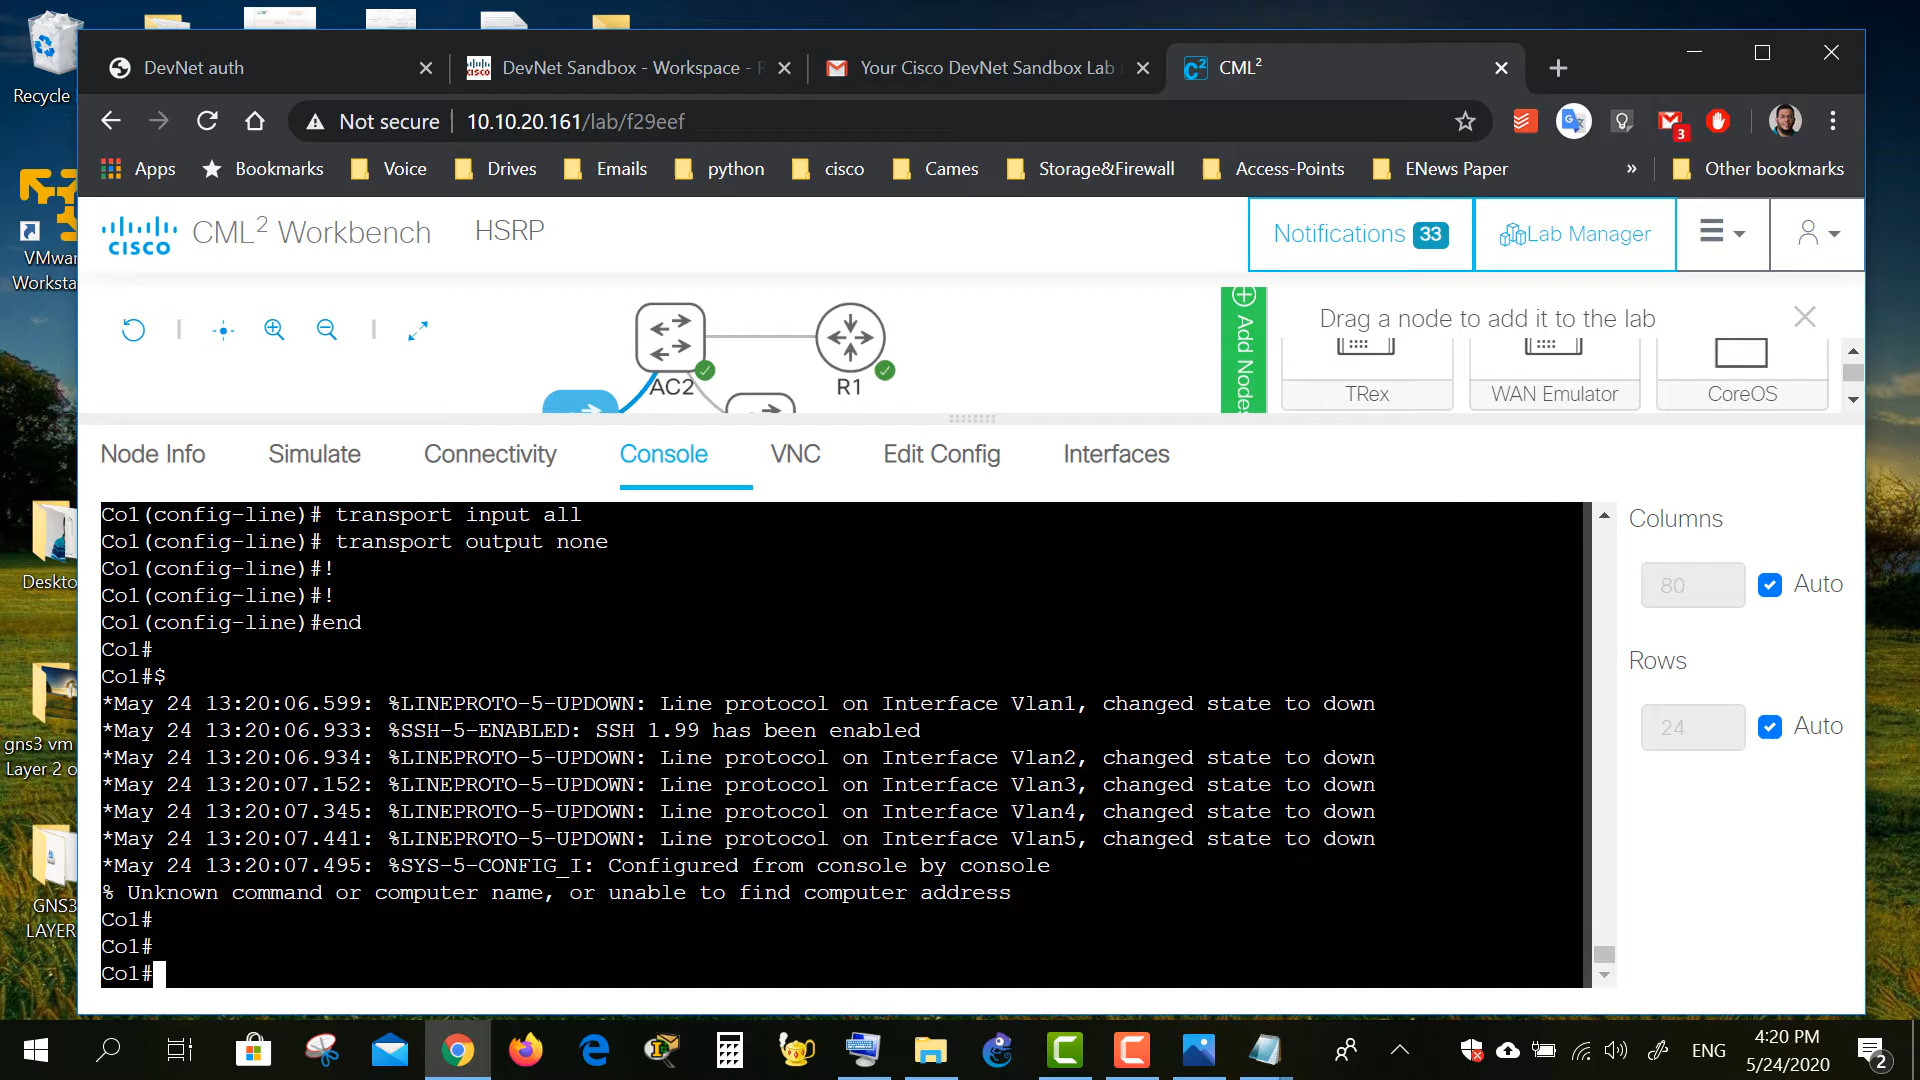 Recycle
VMwar
Worksta
Deskto
gns3 vm
Layer 2 o
GNS3
LAYER
DevNet auth
DevNet Sandbox - Workspace -
Your Cisco DevNet Sandbox Lab
CML²
Not secure
10.10.20.161/lab/f29eef
3
Apps
Bookmarks
Voice
Drives
Emails
python
cisco
Cames
Storage&Firewall
Access-Points
ENews Paper
»
Other bookmarks
CISCO
CML² Workbench
HSRP
Notifications 33
Lab Manager
AC2
R1
Add Nodes
Drag a node to add it to the lab
TRex
WAN Emulator
CoreOS
Node Info
Simulate
Connectivity
Console
VNC
Edit Config
Interfaces
Co1(config-line)# transport input all
Co1(config-line)# transport output none
Co1(config-line)#!
Co1(config-line)#!
Co1(config-line)#end
Co1#
Co1#$
*May 24 13:20:06.599: %LINEPROTO-5-UPDOWN: Line protocol on Interface Vlan1, changed state to down
*May 24 13:20:06.933: %SSH-5-ENABLED: SSH 1.99 has been enabled
*May 24 13:20:06.934: %LINEPROTO-5-UPDOWN: Line protocol on Interface Vlan2, changed state to down
*May 24 13:20:07.152: %LINEPROTO-5-UPDOWN: Line protocol on Interface Vlan3, changed state to down
*May 24 13:20:07.345: %LINEPROTO-5-UPDOWN: Line protocol on Interface Vlan4, changed state to down
*May 24 13:20:07.441: %LINEPROTO-5-UPDOWN: Line protocol on Interface Vlan5, changed state to down
*May 24 13:20:07.495: %SYS-5-CONFIG_I: Configured from console by console
% Unknown command or computer name, or unable to find computer address
Co1#
Co1#
Co1#
Columns
80
Auto
Rows
24
Auto
ENG
4:20 PM
5/24/2020
2